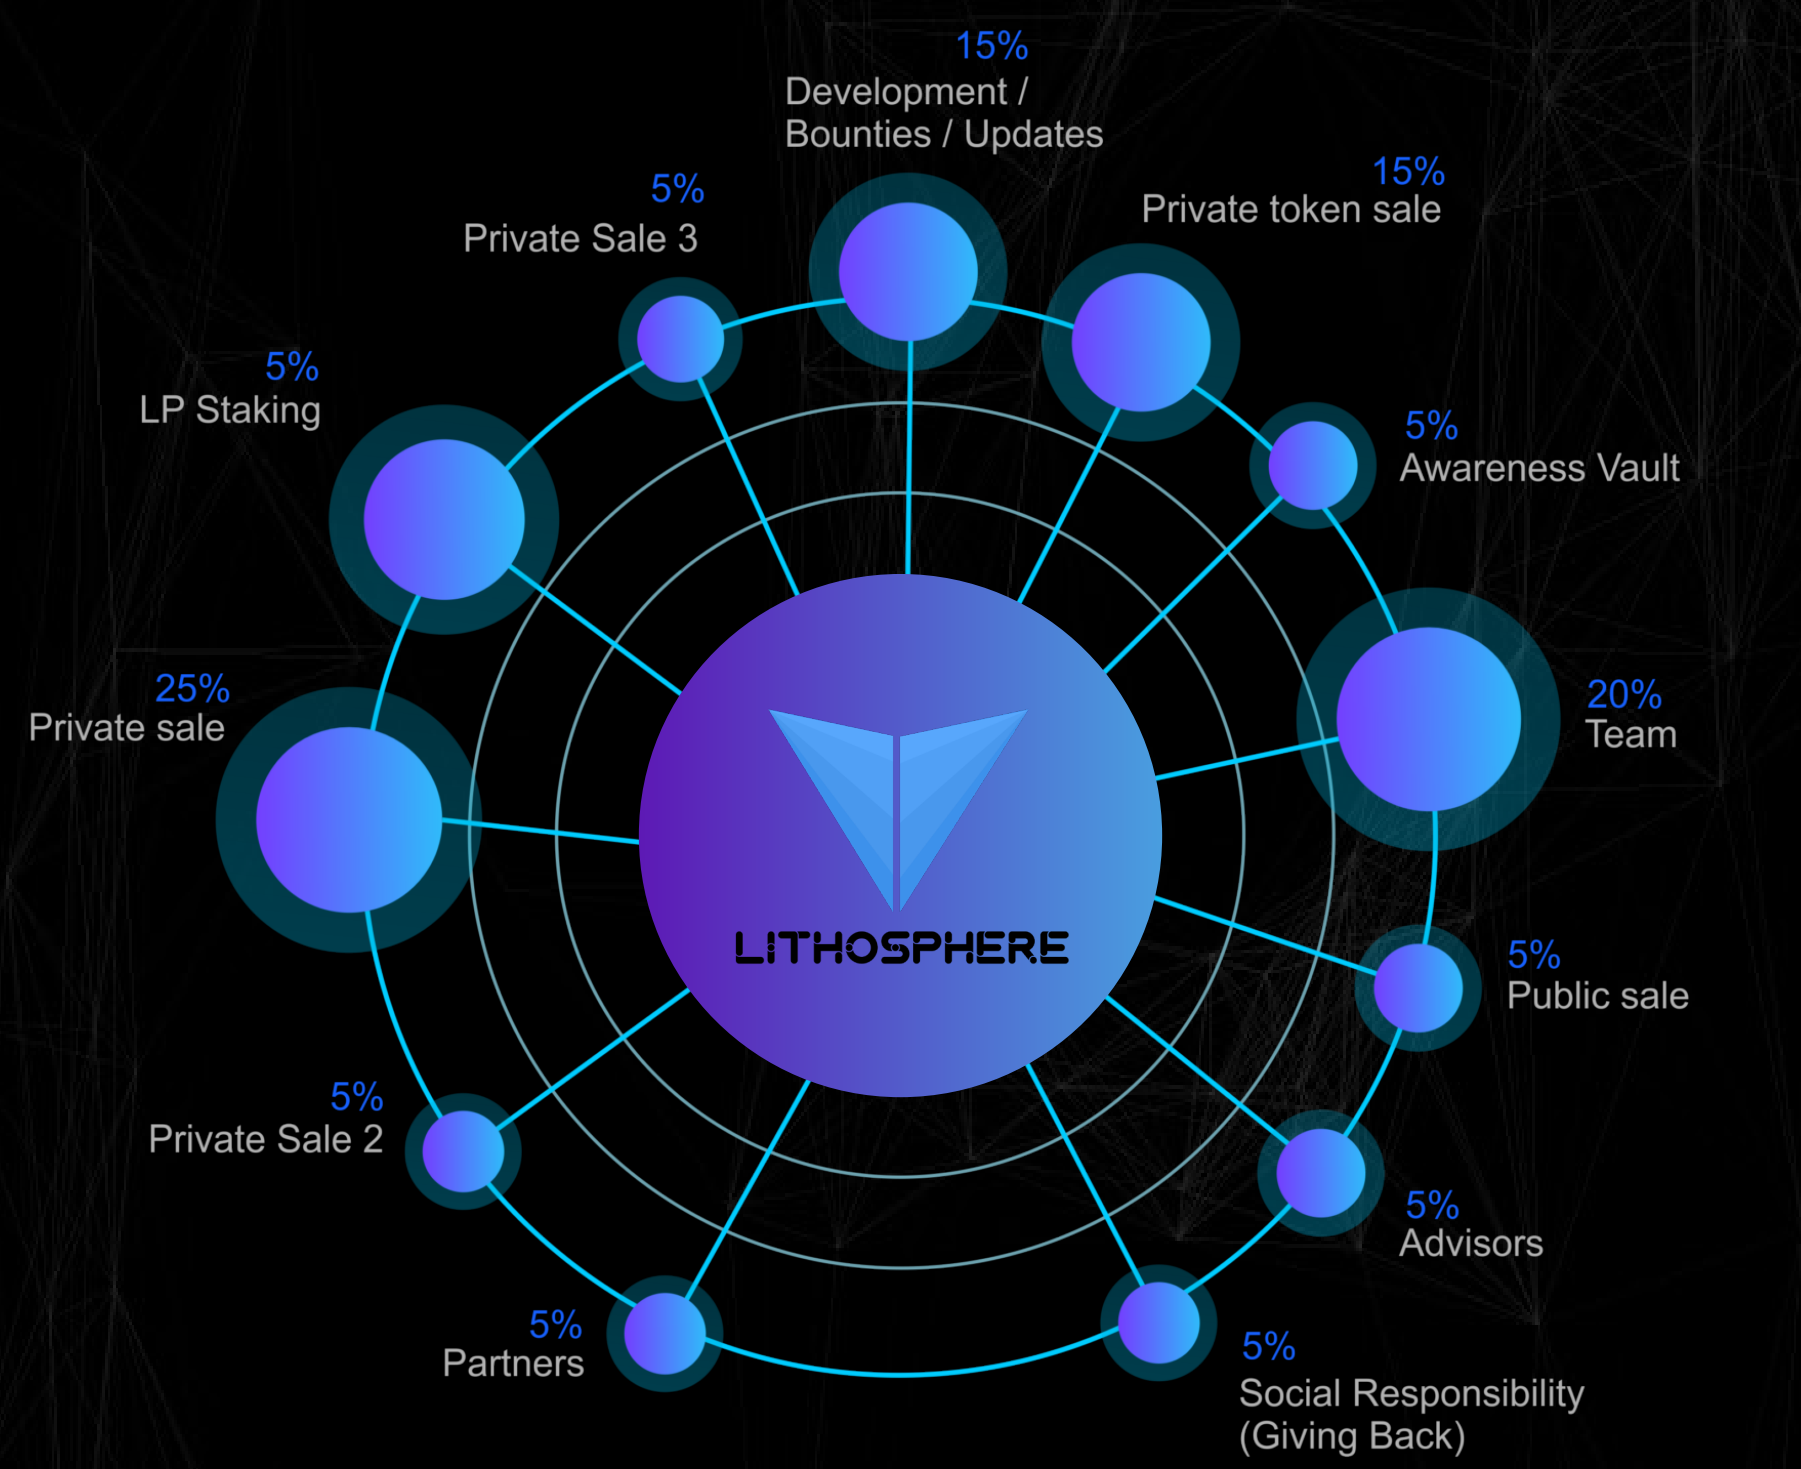 15%
Development /
Bounties / Updates
15%
Private token sale
5%
Private Sale 3
5%
LP Staking
5%
Awareness Vault
25%
Private sale
20%
Team
LITHOSPHERE
5%
Public sale
5%
Private Sale 2
5%
Advisors
5%
Partners
5%
Social Responsibility
(Giving Back)